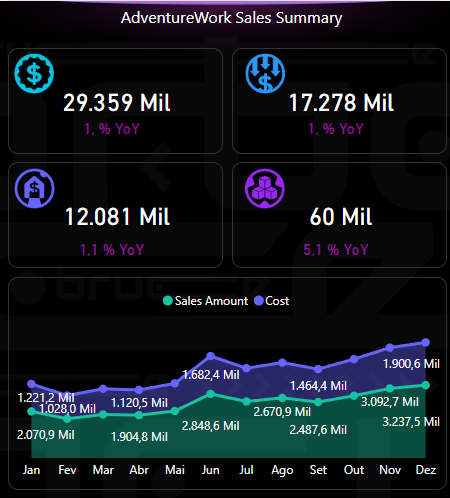 AdventureWork Sales Summary
29.359 Mil
1, % YoY
17.278 Mil
1, % YoY
12.081 Mil
1,1 % YoY
60 Mil
5,1 % YoY
Sales Amount Cost
1.221,2 Mil
1.028,0 Mil
1.120,5 Mil
1.682,4 Mil
1.464,4 Mil
1.900,6 Mil
2.070,9 Mil
1.904,8 Mil
2.848,6 Mil
2.670,9 Mil
2.487,6 Mil
3.092,7 Mil
3.237,5 Mil
Jan Fev Mar Abr Mai Jun Jul Ago Set Out Nov Dez